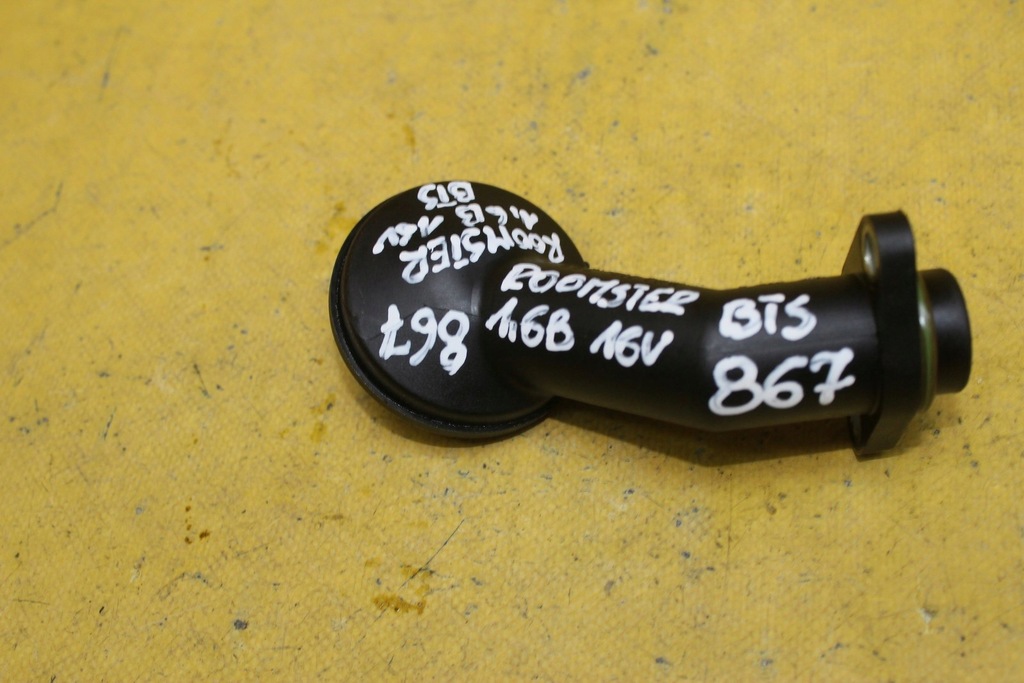 ROOMSTER
1.6B 16V
BTS
867
ROOMSTER
1,6B 16V
BTS
867